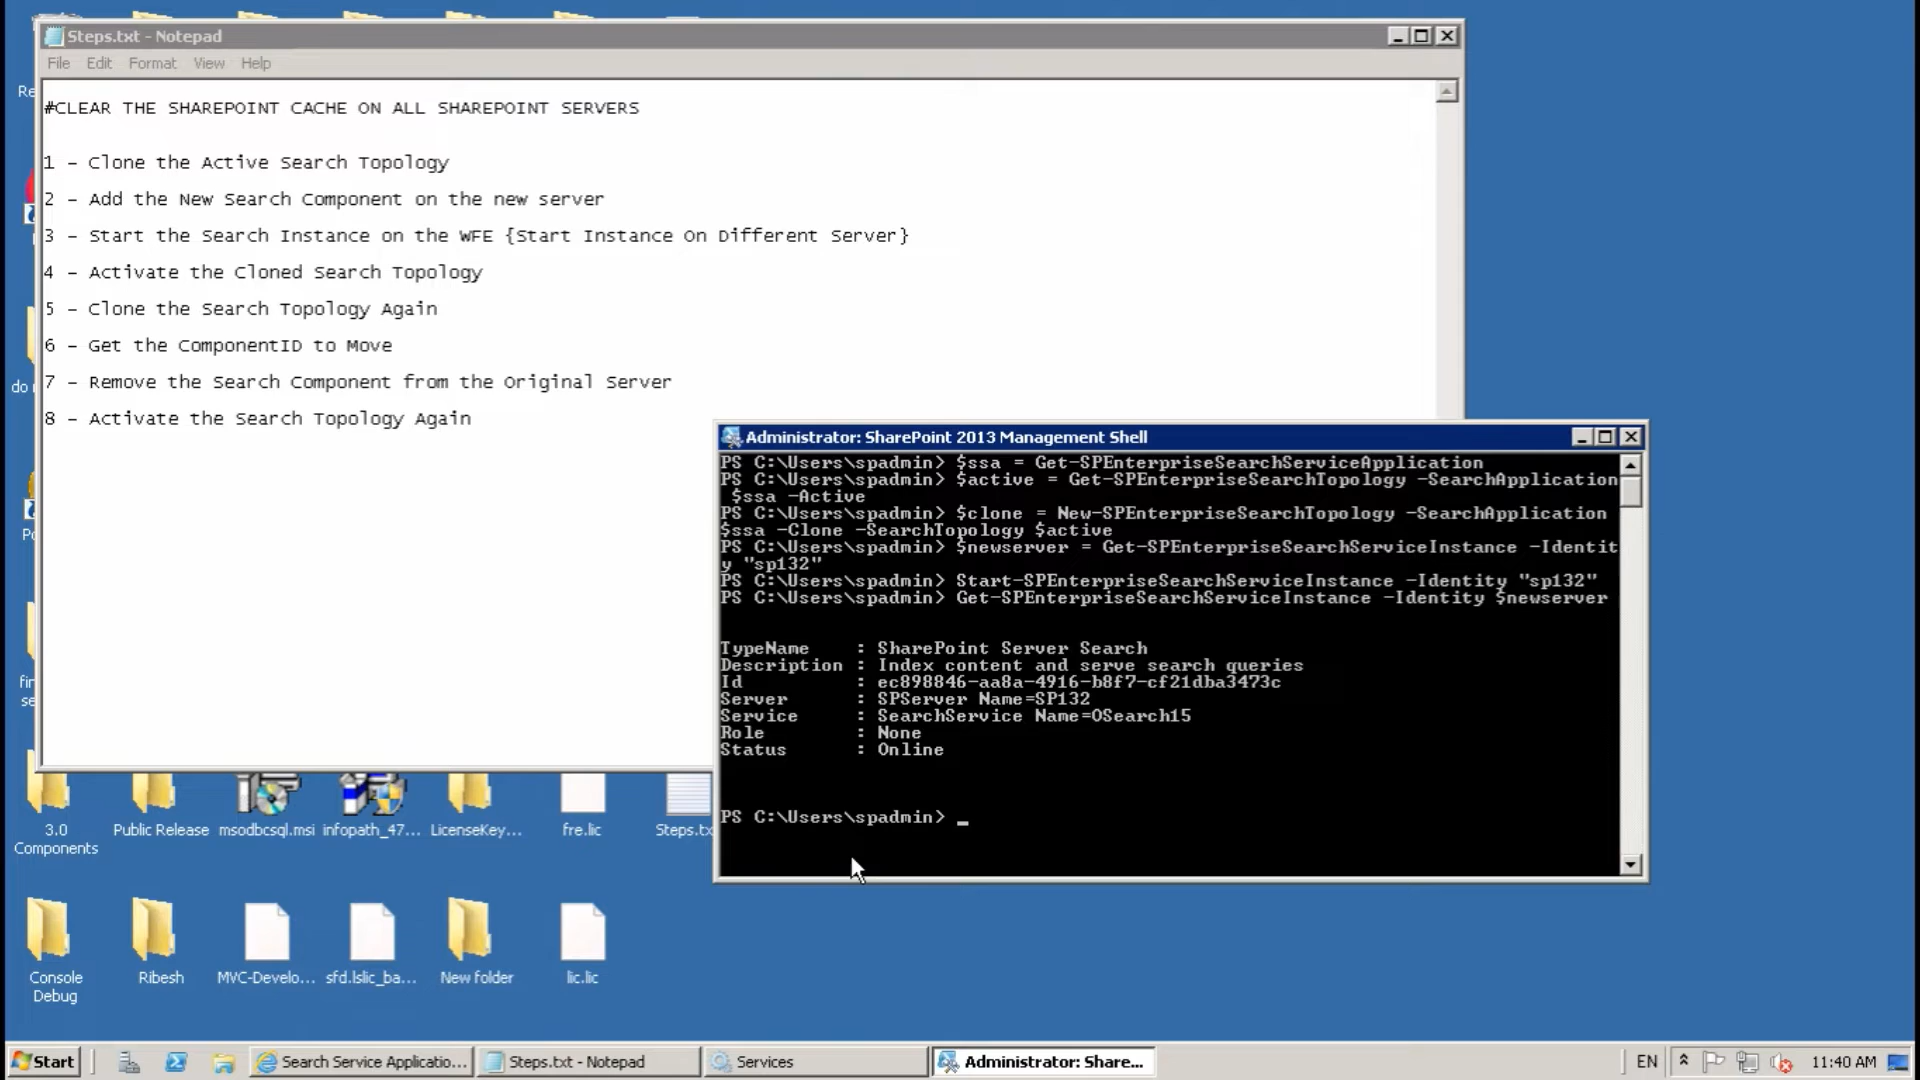 Steps.txt - Notepad
File Edit Format View Help
#CLEAR THE SHAREPOINT CACHE ON ALL SHAREPOINT SERVERS
1 - Clone the Active Search Topology
2 - Add the New Search Component on the new server
3 - Start the Search Instance on the WFE {Start Instance On Different Server}
4 - Activate the Cloned Search Topology
5 - Clone the Search Topology Again
6 - Get the ComponentID to Move
7 - Remove the Search Component from the Original Server
8 - Activate the Search Topology Again
Administrator: SharePoint 2013 Management Shell
PS C:\Users\spadmin> $ssa = Get-SPEnterpriseSearchServiceApplication
PS C:\Users\spadmin> $active = Get-SPEnterpriseSearchTopology -SearchApplication
$ssa -Active
PS C:\Users\spadmin> $clone = New-SPEnterpriseSearchTopology -SearchApplication
$ssa -Clone -SearchTopology $active
PS C:\Users\spadmin> $newserver = Get-SPEnterpriseSearchServiceInstance -Identit
y "sp132"
PS C:\Users\spadmin> Start-SPEnterpriseSearchServiceInstance -Identity "sp132"
PS C:\Users\spadmin> Get-SPEnterpriseSearchServiceInstance -Identity $newserver
TypeName : SharePoint Server Search
Description : Index content and serve search queries
Id : ec898846-aa8a-4916-b8f7-cf21dba3473c
Server : SPServer Name=SP132
Service : SearchService Name=OSearch15
Role : None
Status : Online
PS C:\Users\spadmin> _
3.0 Components
Public Release
msodbcsql.msi
infopath_47...
LicenseKey...
fre.lic
Steps.tx
Console Debug
Ribesh
MVC-Develo...
sfd.lslic_ba...
New folder
lic.lic
Start
Search Service Applicatio...
Steps.txt - Notepad
Services
Administrator: Share...
EN
11:40 AM